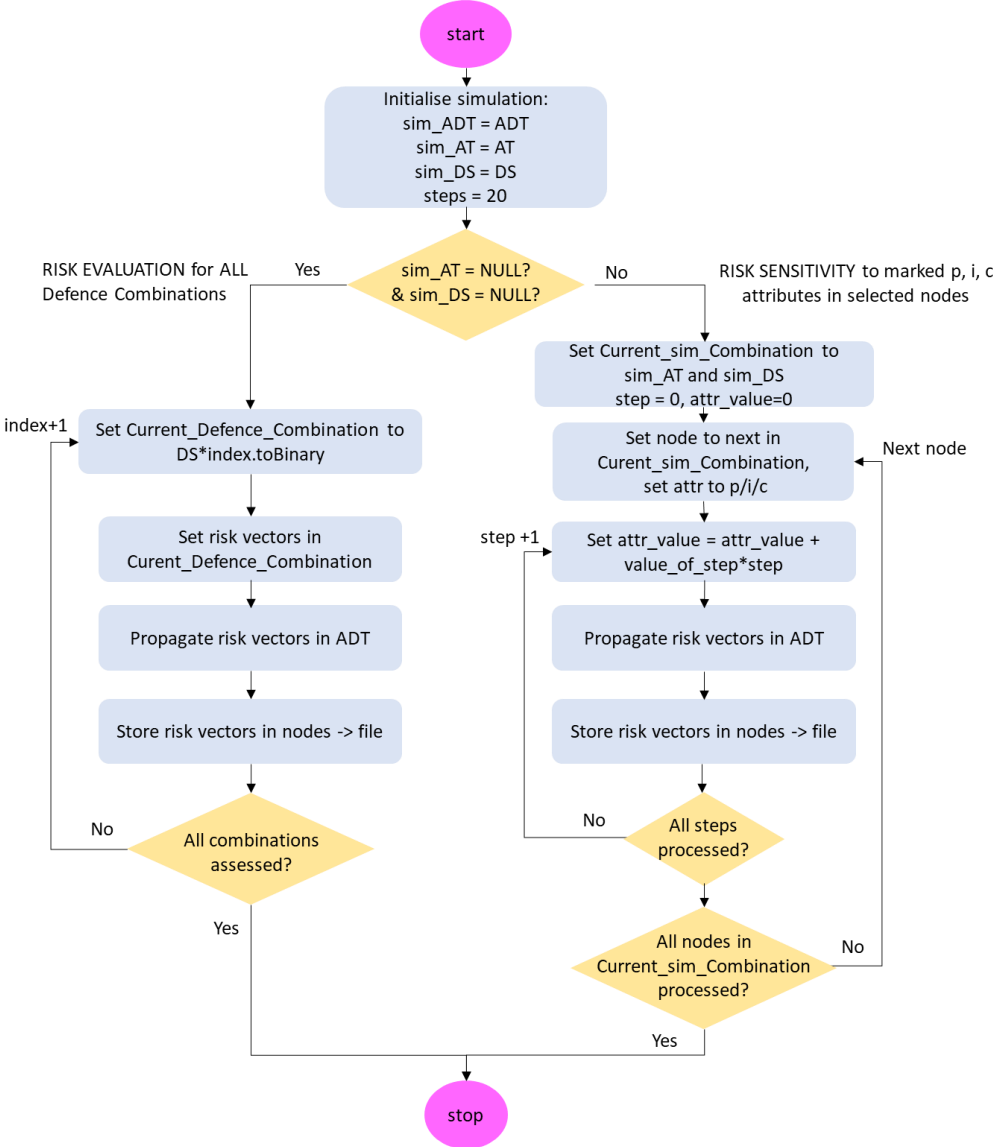 start
Initialise simulation:
sim_ADT = ADT
sim_AT = AT
sim_DS = DS
steps = 20
RISK EVALUATION for ALL
Defence Combinations
Yes
sim_AT = NULL?
& sim_DS = NULL?
No
RISK SENSITIVITY to marked p, i, c
attributes in selected nodes
index+1
Set Current_Defence_Combination to
DS*index.toBinary
Set risk vectors in
Curent_Defence_Combination
Propagate risk vectors in ADT
Store risk vectors in nodes -> file
No
All combinations
assessed?
Yes
Set Current_sim_Combination to
sim_AT and sim_DS
step = 0, attr_value=0
Set node to next in
Curent_sim_Combination,
set attr to p/i/c
Next node
step +1
Set attr_value = attr_value +
value_of_step*step
Propagate risk vectors in ADT
Store risk vectors in nodes -> file
No
All steps
processed?
All nodes in
Current_sim_Combination
processed?
No
Yes
stop